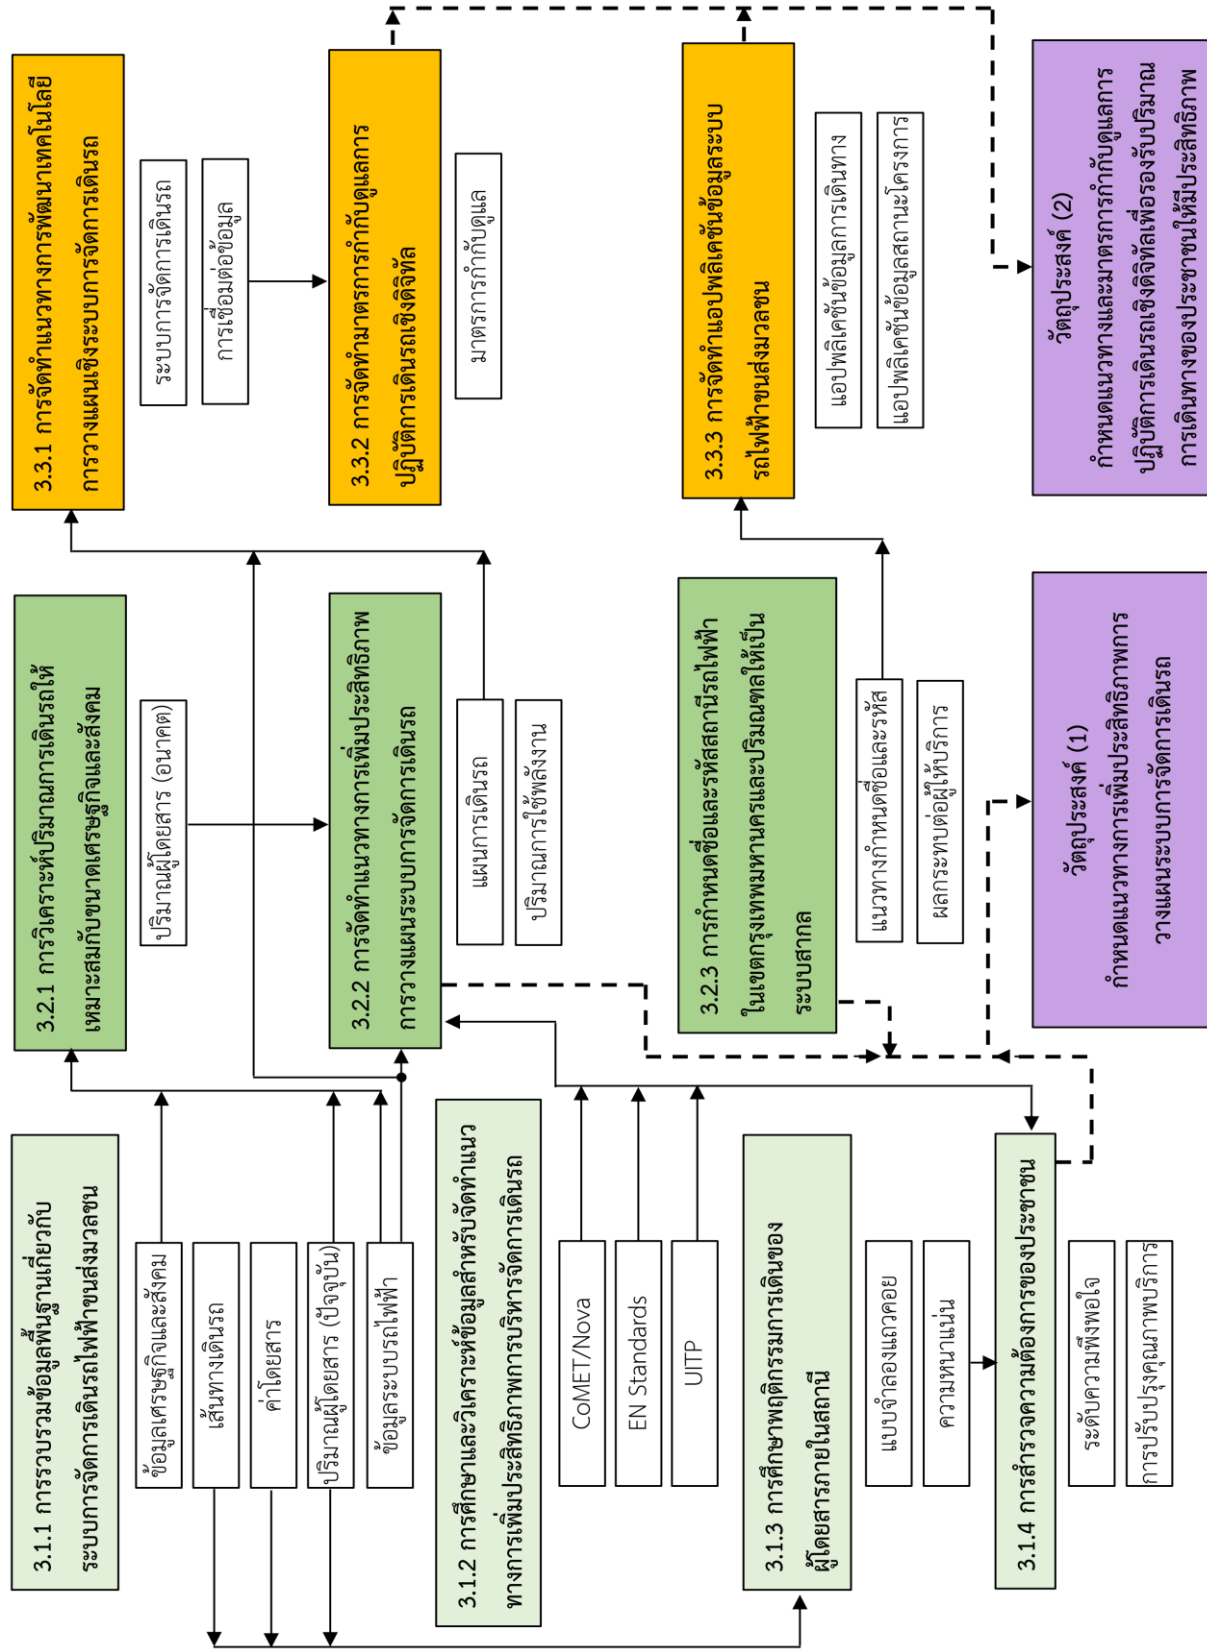 3.1.1 การรวบรวมข้อมูลพื้นฐานเกี่ยวกับ
ระบบการจัดการเดินรถไฟฟ้าขนส่งมวลชน
ข้อมูลเศรษฐกิจและสังคม
เส้นทางเดินรถ
ค่าโดยสาร
ปริมาณผู้โดยสาร (ปัจจุบัน)
ข้อมูลระบบรถไฟฟ้า
3.1.2 การศึกษาและวิเคราะห์ข้อมูลสำหรับจัดทำแนว
ทางการเพิ่มประสิทธิภาพการบริหารจัดการเดินรถ
CoMET/Nova
EN Standards
UITP
3.1.3 การศึกษาพฤติกรรมการเดินของ
ผู้โดยสารภายในสถานี
แบบจำลองแถวคอย
ความหนาแน่น
3.1.4 การสำรวจความต้องการของประชาชน
ระดับความพึงพอใจ
การปรับปรุงคุณภาพบริการ
3.2.1 การวิเคราะห์ปริมาณการเดินรถให้
เหมาะสมกับขนาดเศรษฐกิจและสังคม
ปริมาณผู้โดยสาร (อนาคต)
3.2.2 การจัดทำแนวทางการเพิ่มประสิทธิภาพ
การวางแผนระบบการจัดการเดินรถ
แผนการเดินรถ
ปริมาณการใช้พลังงาน
3.2.3 การกำหนดชื่อและรหัสสถานีรถไฟฟ้า
ในเขตกรุงเทพมหานครและปริมณฑลให้เป็น
ระบบสากล
แนวทางกำหนดชื่อและรหัส
ผลกระทบต่อผู้ให้บริการ
วัตถุประสงค์ (1)
กำหนดแนวทางการเพิ่มประสิทธิภาพการ
วางแผนระบบการจัดการเดินรถ
3.3.1 การจัดทำแนวทางการพัฒนาเทคโนโลยี
การวางแผนเชิงระบบการจัดการเดินรถ
ระบบการจัดการเดินรถ
การเชื่อมต่อข้อมูล
3.3.2 การจัดทำมาตรการกำกับดูแลการ
ปฏิบัติการเดินรถเชิงดิจิทัล
มาตรการกำกับดูแล
3.3.3 การจัดทำแอปพลิเคชันข้อมูลระบบ
รถไฟฟ้าขนส่งมวลชน
แอปพลิเคชันข้อมูลการเดินทาง
แอปพลิเคชันข้อมูลสถานะโครงการ
วัตถุประสงค์ (2)
กำหนดแนวทางและมาตรการกำกับดูแลการ
ปฏิบัติการเดินรถเชิงดิจิทัลเพื่อรองรับปริมาณ
การเดินทางของประชาชนให้มีประสิทธิภาพ